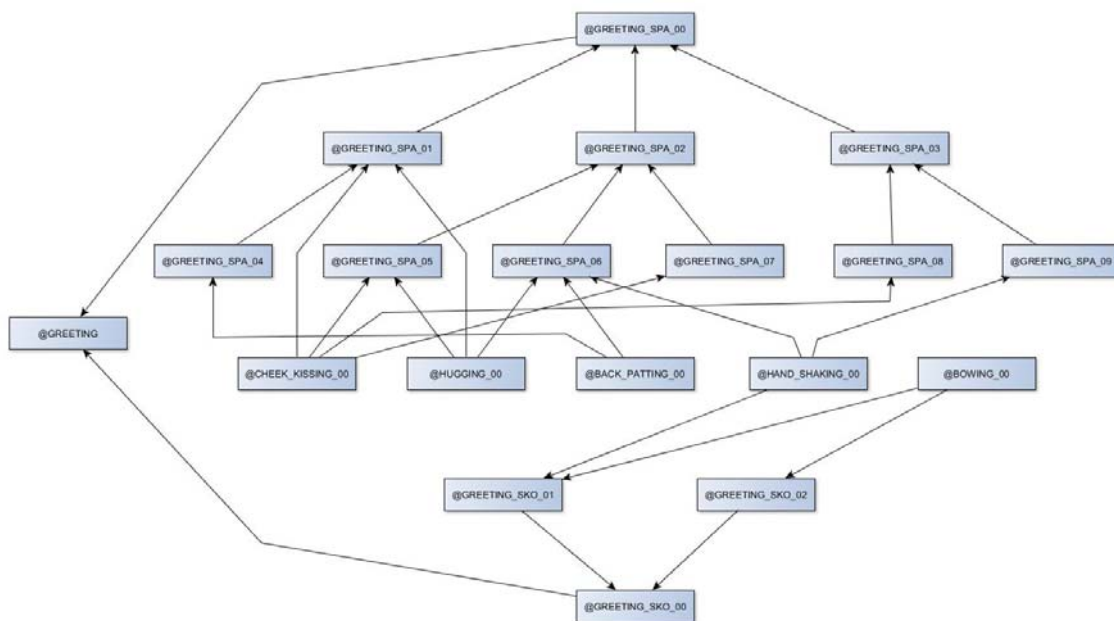 @GREETING_SPA_00
@GREETING_SPA_01
@GREETING_SPA_02
@GREETING_SPA_03
@GREETING_SPA_04
@GREETING_SPA_05
@GREETING_SPA_06
@GREETING_SPA_07
@GREETING_SPA_08
@GREETING_SPA_09
@GREETING
@CHEEK_KISSING_00
@HUGGING_00
@BACK_PATTING_00
@HAND_SHAKING_00
@BOWING_00
@GREETING_SKO_01
@GREETING_SKO_02
@GREETING_SKO_00